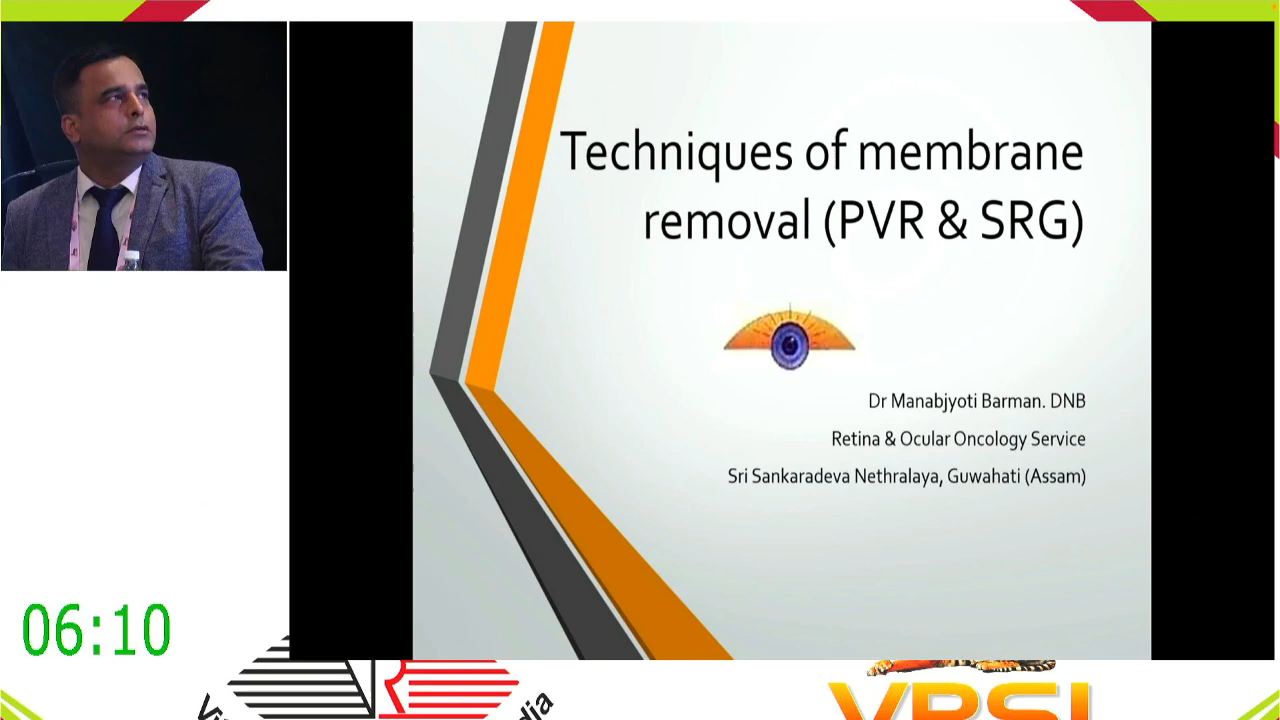 Techniques of membrane
removal (PVR & SRG)
Dr Manabjyoti Barman. DNB
Retina & Ocular Oncology Service
Sri Sankaradeva Nethralaya, Guwahati (Assam)
06:10
R
VRSI